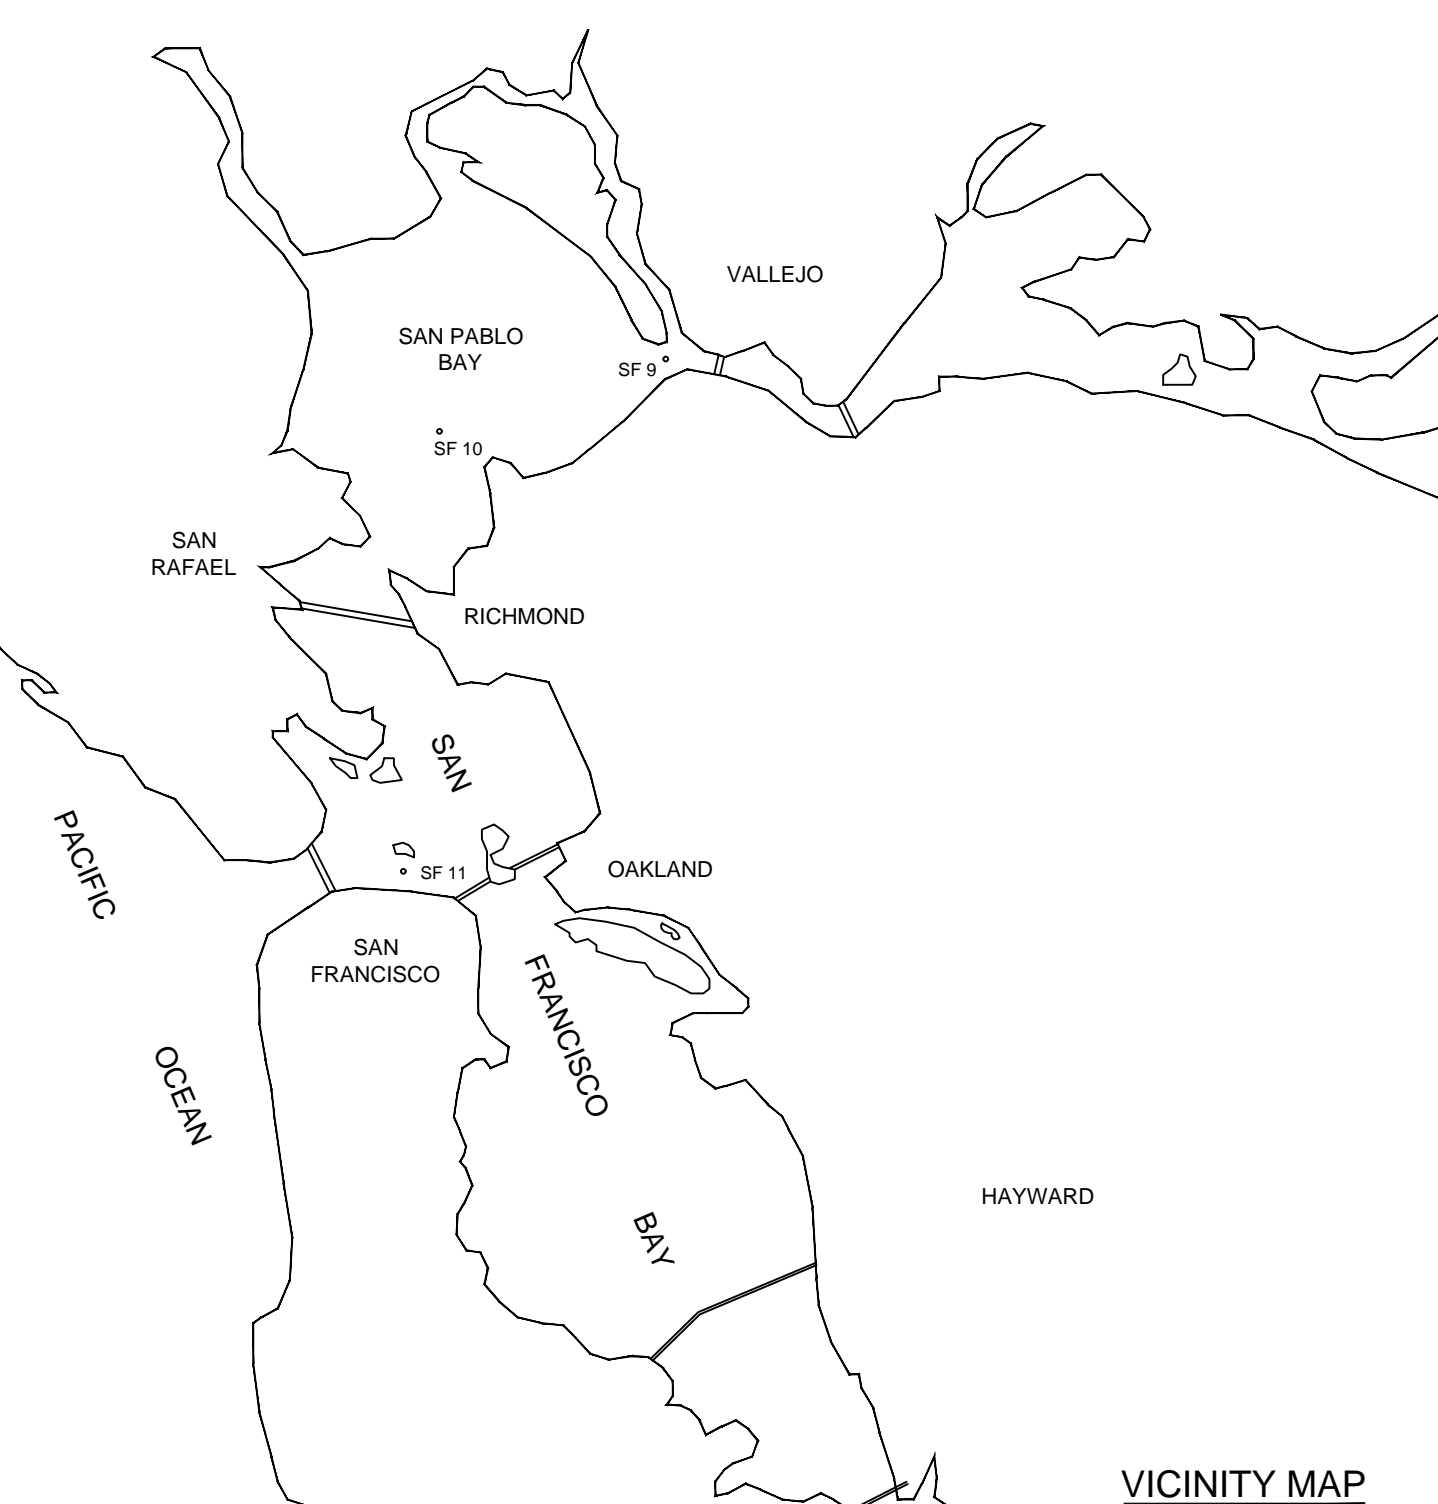 VALLEJO
SAN PABLO
BAY
SF 9
SF 10
SAN
RAFAEL
RICHMOND
SAN
PACIFIC
SF 11
OAKLAND
SAN
FRANCISCO
FRANCISCO
OCEAN
HAYWARD
BAY
VICINITY MAP